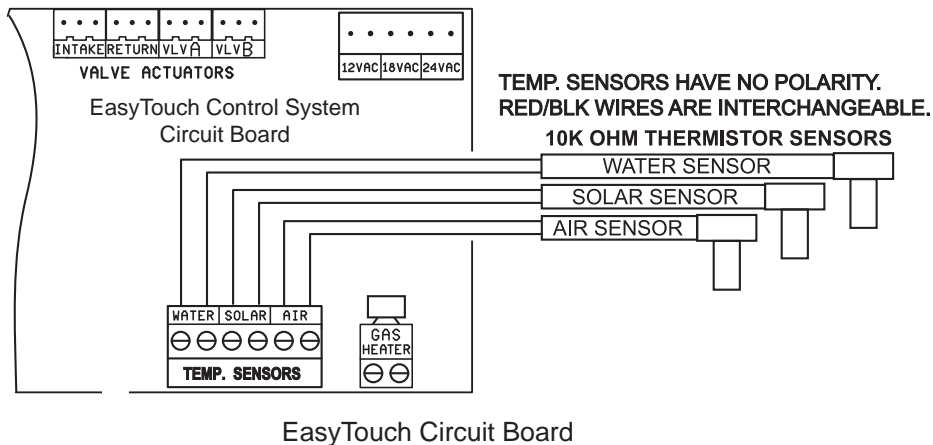 INTAKE RETURN VLV A VLV B
VALVE ACTUATORS
12VAC 18VAC 24VAC
EasyTouch Control System
Circuit Board
TEMP. SENSORS HAVE NO POLARITY.
RED/BLK WIRES ARE INTERCHANGEABLE.
10K OHM THERMISTOR SENSORS
WATER SENSOR
SOLAR SENSOR
AIR SENSOR
WATER SOLAR AIR
TEMP. SENSORS
GAS
HEATER
EasyTouch Circuit Board